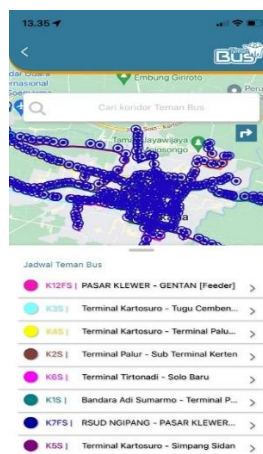 13.35
Teman
Bus
Embung Giriroto
Cari koridor Teman Bus
Jadwal Teman Bus
K12FS | PASAR KLEWER - GENTAN [Feeder]
K3S | Terminal Kartosuro - Tugu Cemben...
K4S | Terminal Kartosuro - Terminal Palu...
K2S | Terminal Palur - Sub Terminal Kerten
K6S | Terminal Tirtonadi - Solo Baru
K1S | Bandara Adi Sumarmo - Terminal P...
K7FS | RSUD NGIPANG - PASAR KLEWER...
K5S | Terminal Kartosuro - Simpang Sidan